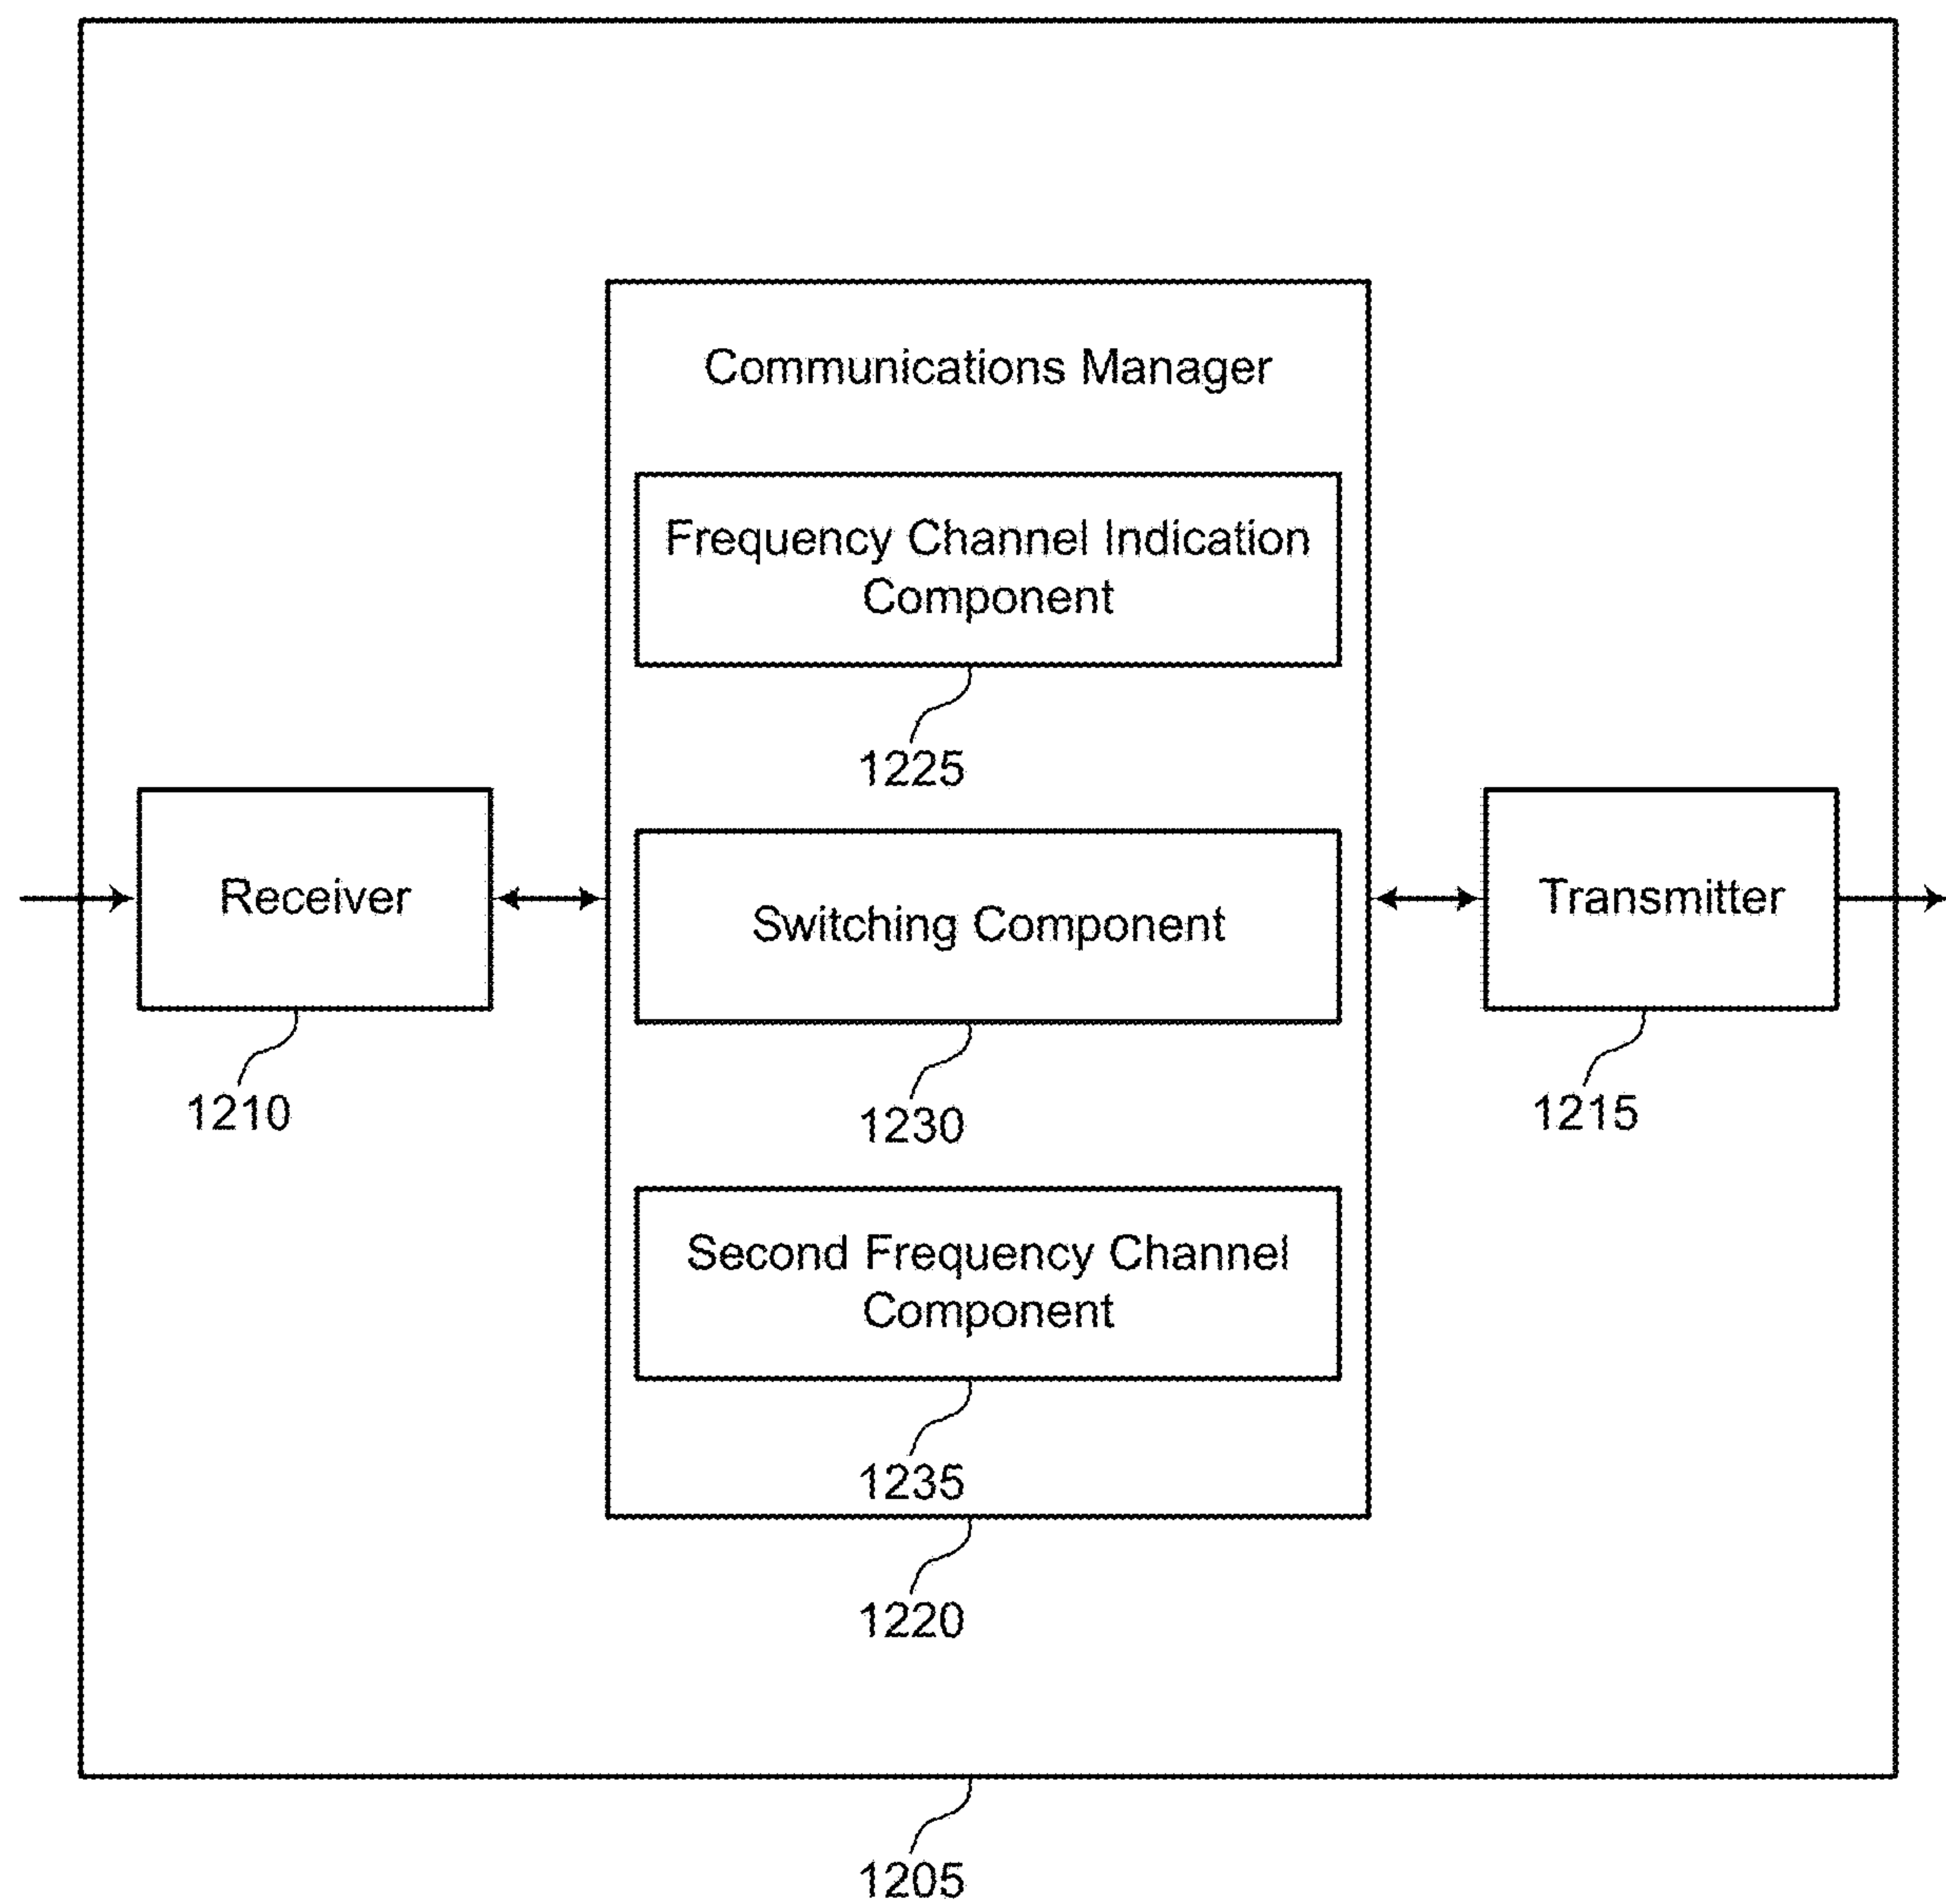 Communications Manager
Frequency Channel Indication
Component
1225
Receiver
1210
Switching Component
1230
Transmitter
1215
Second Frequency Channel
Component
1235
1220
1205